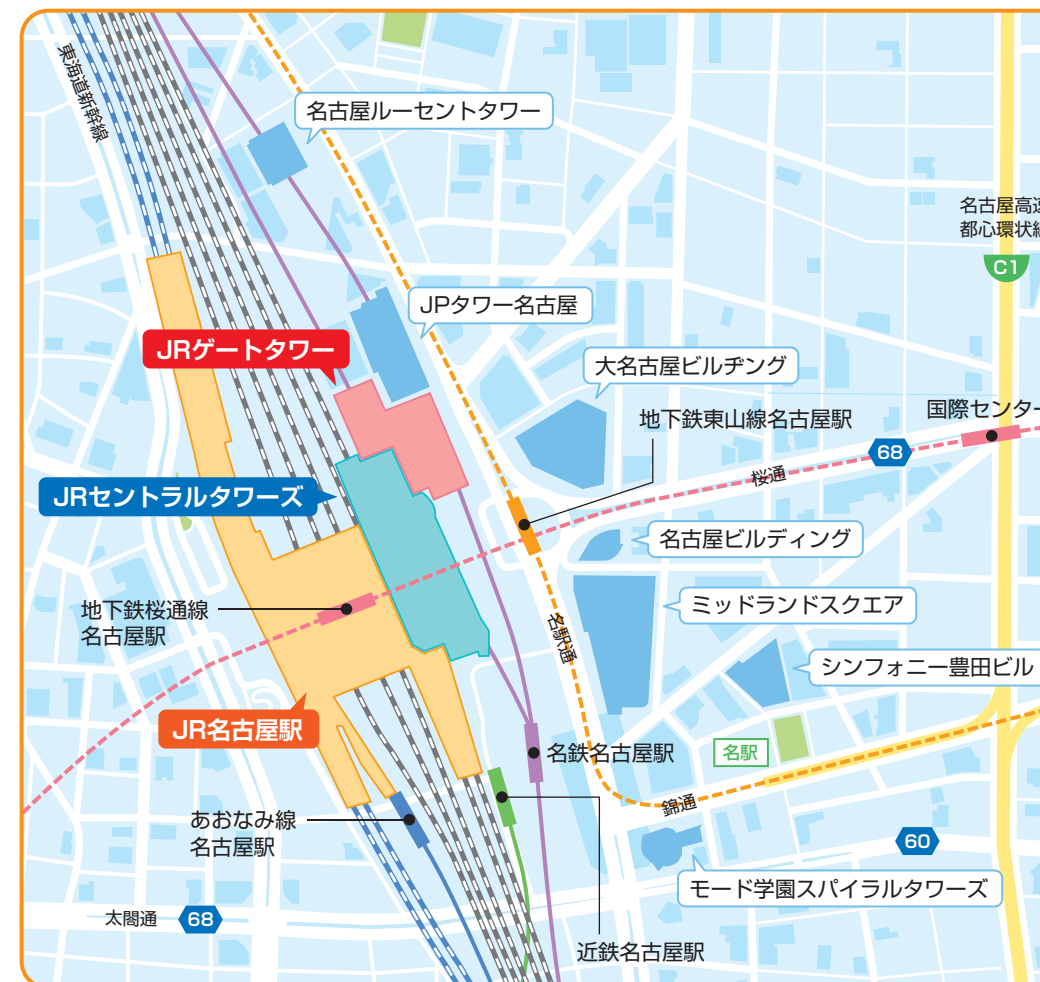 東海道新幹線
名古屋ルーセントタワー
名古屋高速
都心環状線
C1
JPタワー名古屋
JRゲートタワー
大名古屋ビルヂング
地下鉄東山線名古屋駅
国際センター
68
桜通
JRセントラルタワーズ
名古屋ビルディング
地下鉄桜通線
名古屋駅
ミッドランドスクエア
名駅通
シンフォニー豊田ビル
JR名古屋駅
名鉄名古屋駅
名駅
錦通
あおなみ線
名古屋駅
60
モード学園スパイラルタワーズ
太閤通
68
近鉄名古屋駅